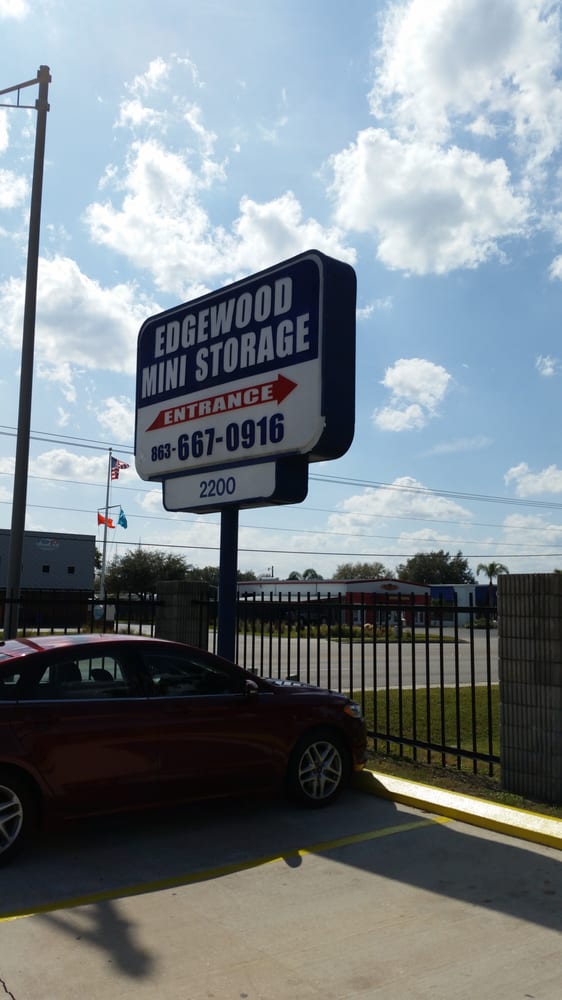 EDGEWOOD
MINI STORAGE
ENTRANCE
863-667-0916
2200